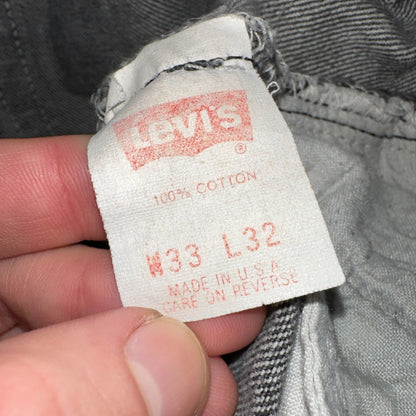 Levi's ®
100% COTTON
W33 L32
MADE IN U.S.A
CARE ON REVERSE